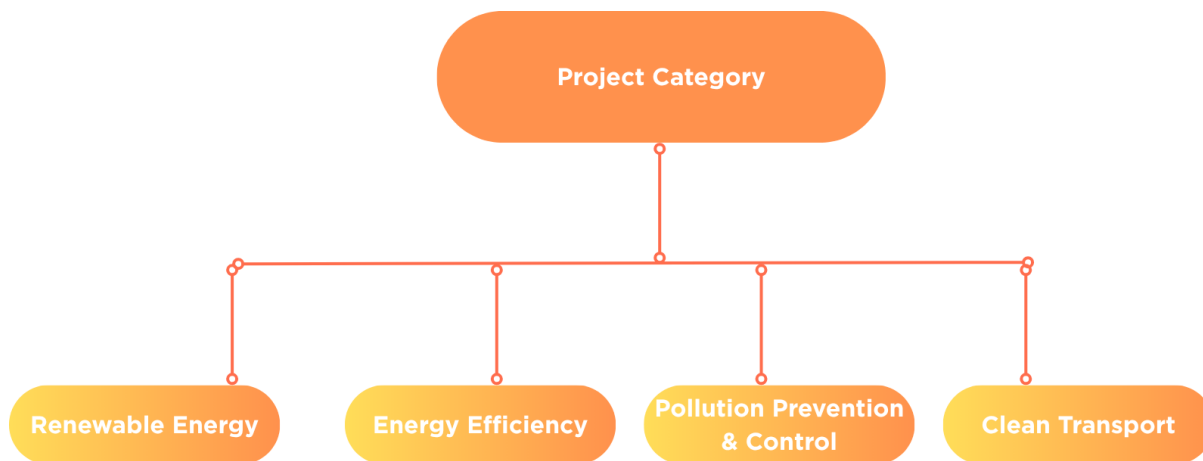 Project Category
Renewable Energy
Energy Efficiency
Pollution Prevention
& Control
Clean Transport